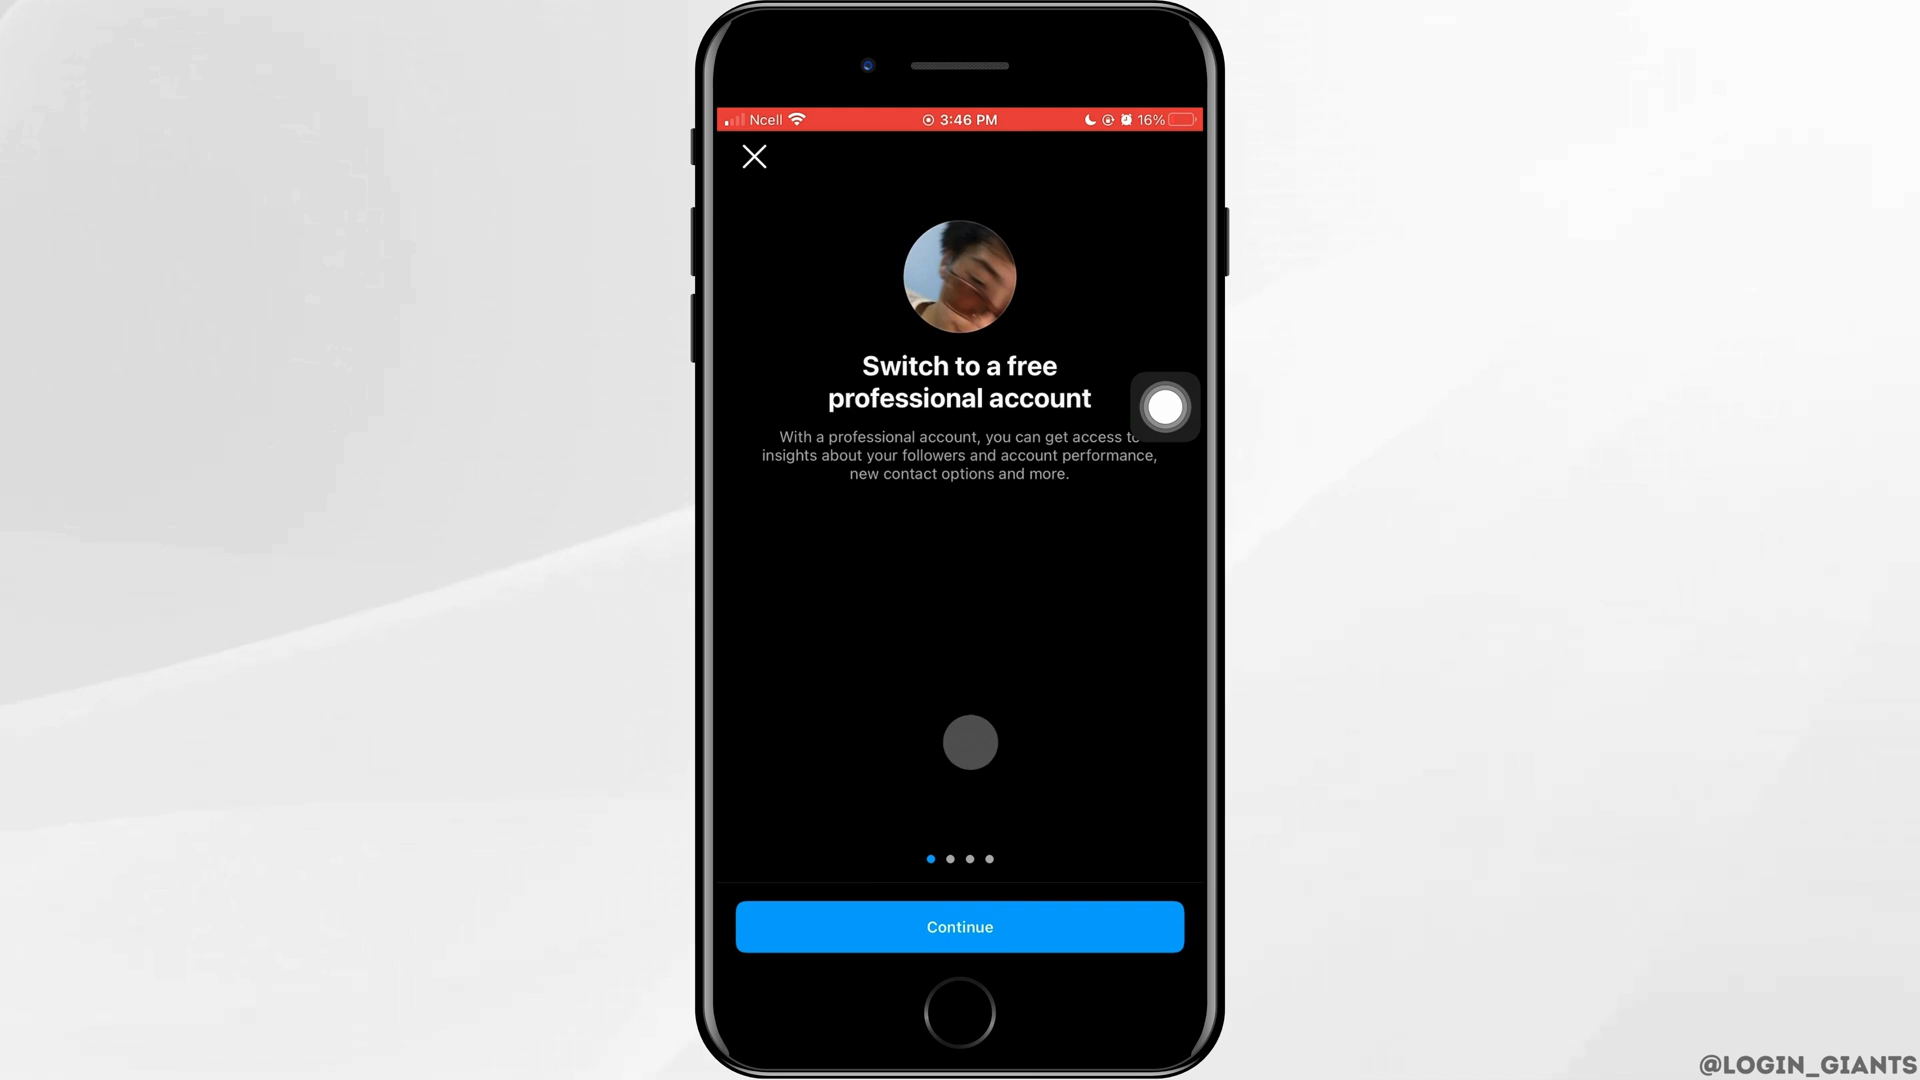 Ncell 3:46 PM 16%
Switch to a free
professional account
With a professional account, you can get access to
insights about your followers and account performance,
new contact options and more.
Continue
@LOGIN_GIANTS